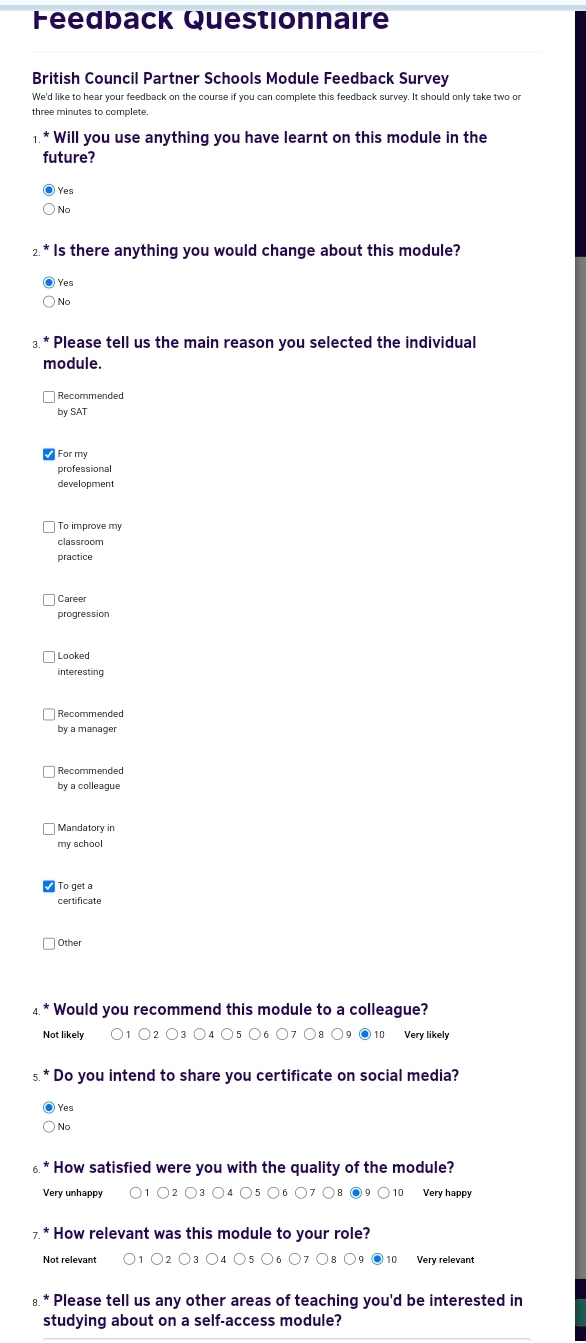 Feedback Questionnaire
British Council Partner Schools Module Feedback Survey
We'd like to hear your feedback on the course if you can complete this feedback survey. It should only take two or
three minutes to complete.
1. * Will you use anything you have learnt on this module in the
future?
Yes
No
2. * Is there anything you would change about this module?
Yes
No
3. * Please tell us the main reason you selected the individual
module.
Recommended
by SAT
For my
professional
development
To improve my
classroom
practice
Career
progression
Looked
interesting
Recommended
by a manager
Recommended
by a colleague
Mandatory in
my school
To get a
certificate
Other
4. * Would you recommend this module to a colleague?
Not likely 1 2 3 4 5 6 7 8 9 10 Very likely
5. * Do you intend to share you certificate on social media?
Yes
No
6. * How satisfied were you with the quality of the module?
Very unhappy 1 2 3 4 5 6 7 8 9 10 Very happy
7. * How relevant was this module to your role?
Not relevant 1 2 3 4 5 6 7 8 9 10 Very relevant
8. * Please tell us any other areas of teaching you'd be interested in
studying about on a self-access module?